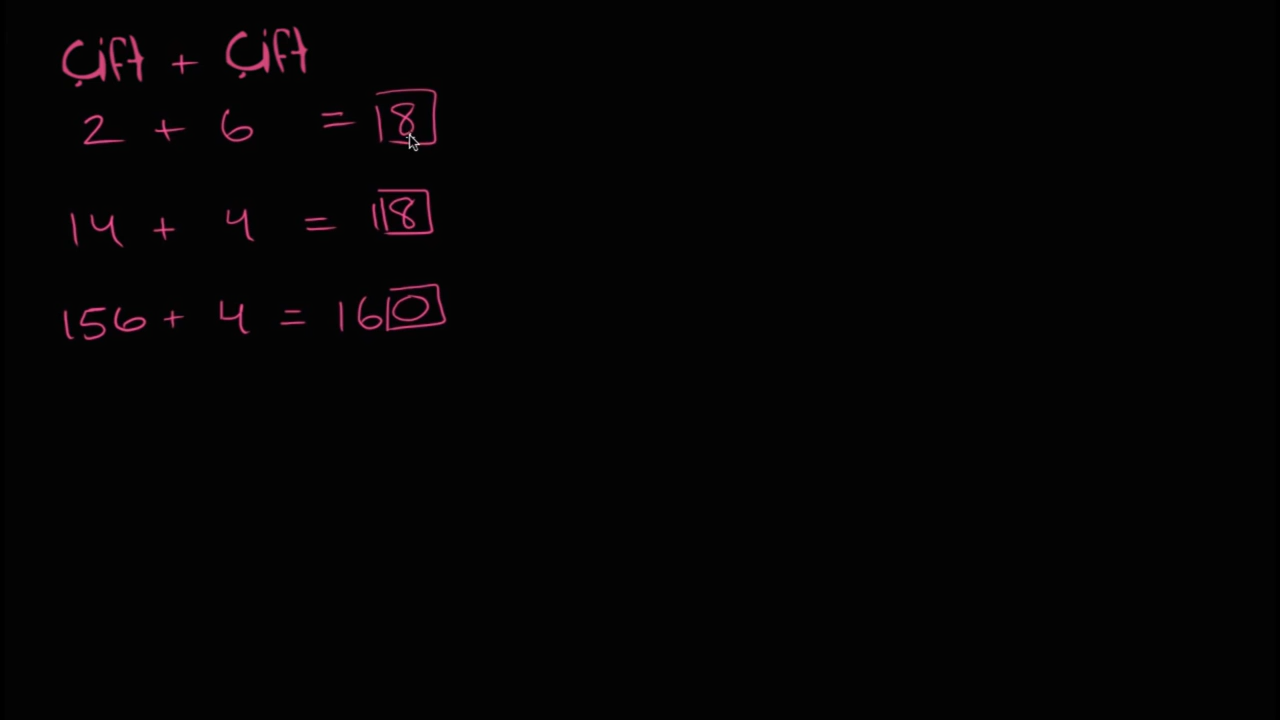 Çift + Çift
2 + 6 = 8
14 + 4 = 18
156 + 4 = 160